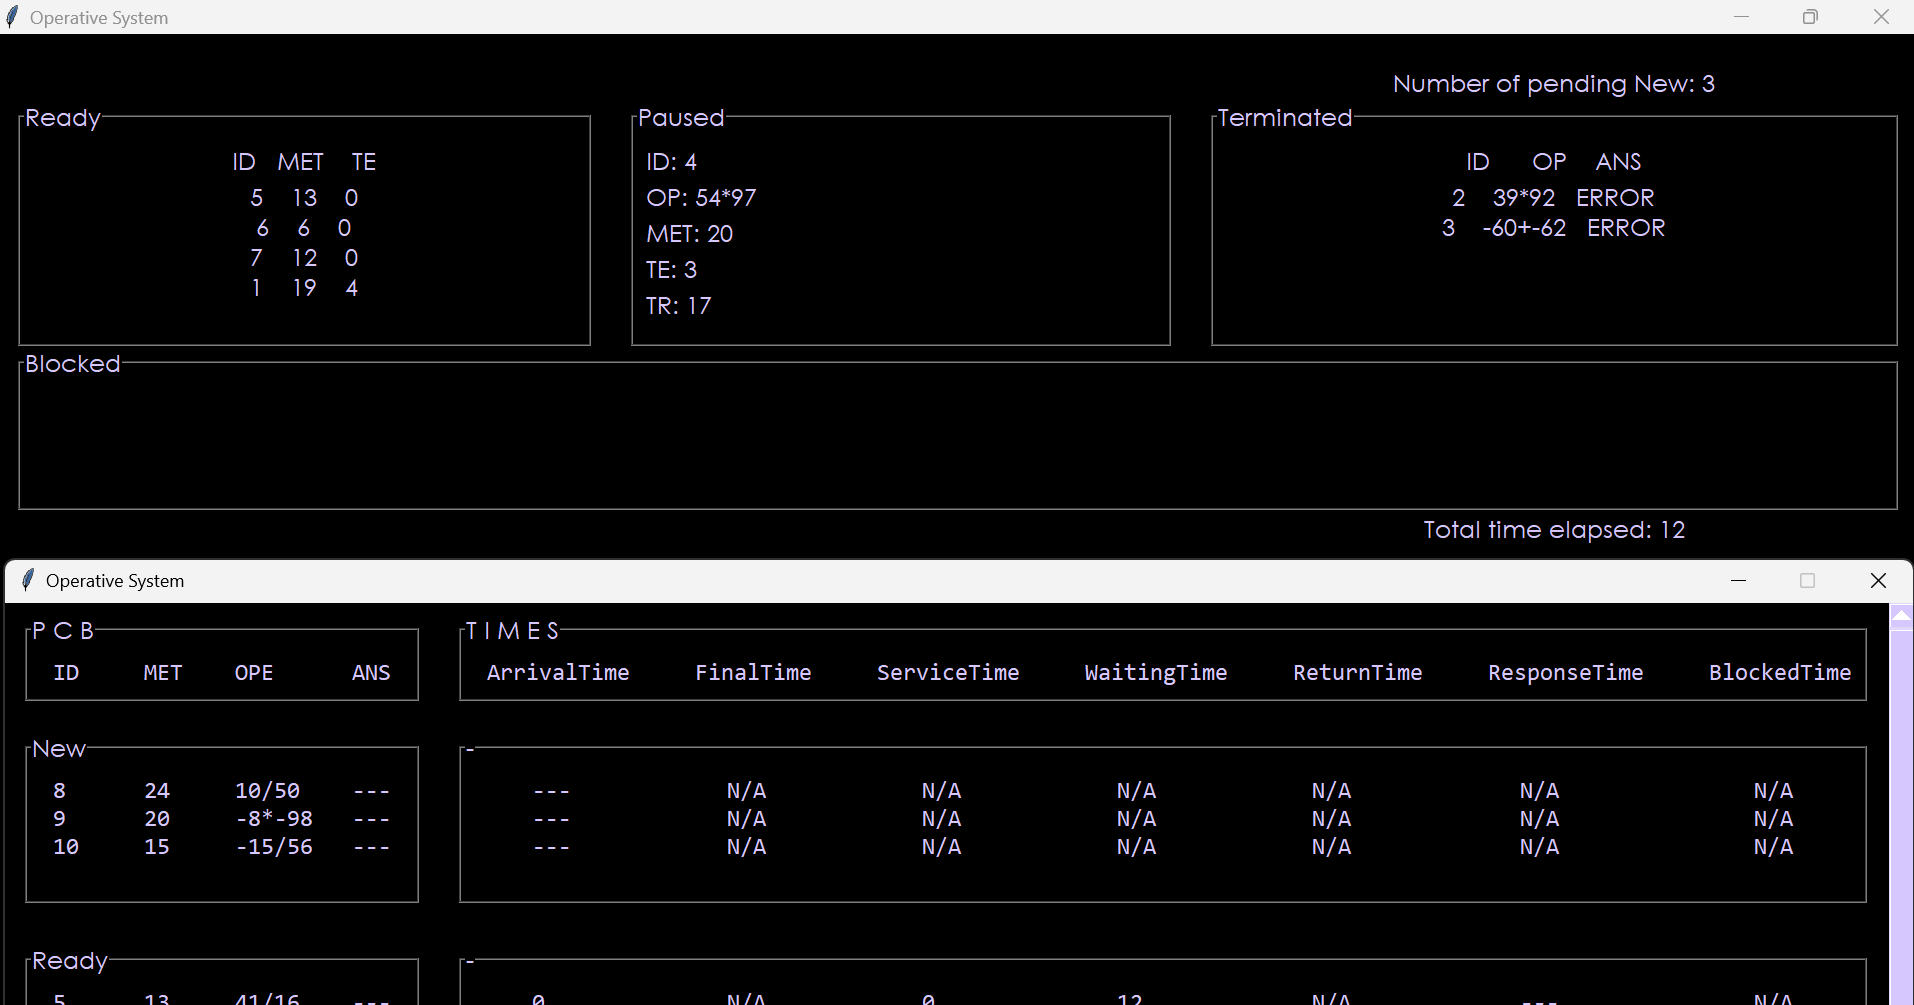 Operative System
Number of pending New: 3
Ready
ID MET TE
5 13 0
6 6 0
7 12 0
1 19 4
Paused
ID: 4
OP: 54*97
MET: 20
TE: 3
TR: 17
Terminated
ID OP ANS
2 39*92 ERROR
3 -60+-62 ERROR
Blocked
Total time elapsed: 12
Operative System
P C B
ID MET OPE ANS
T I M E S
ArrivalTime FinalTime ServiceTime WaitingTime ReturnTime ResponseTime BlockedTime
New
-
8 24 10/50 --- --- N/A N/A N/A N/A N/A N/A
9 20 -8*-98 --- --- N/A N/A N/A N/A N/A N/A
10 15 -15/56 --- --- N/A N/A N/A N/A N/A N/A
Ready
-
5 13 41/16 --- 0 N/A 0 12 N/A --- N/A